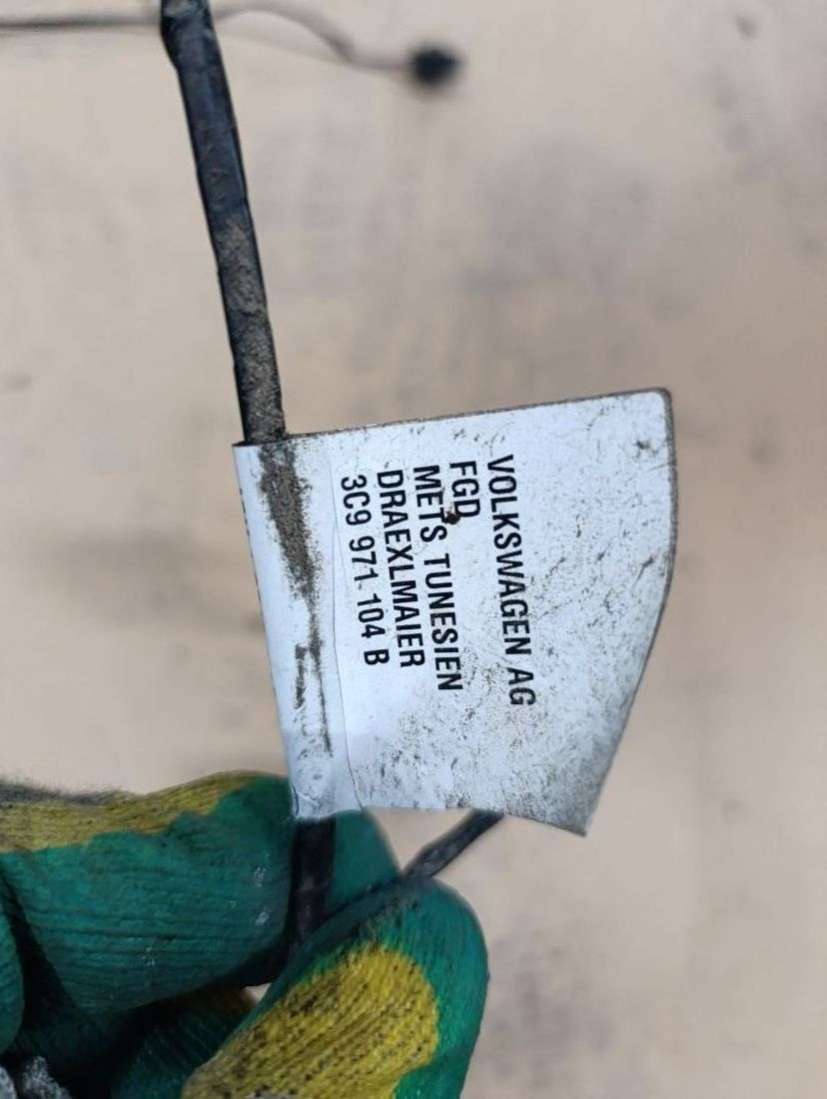 VOLKSWAGEN AG
FGD
METS TUNESIEN
DRAEXLMAIER
3C9 971 104 B